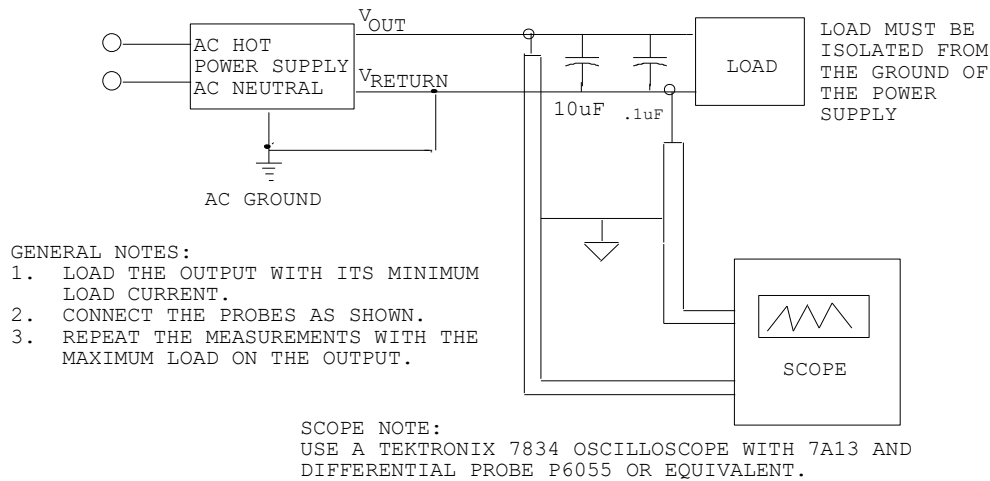 V OUT
AC HOT
POWER SUPPLY
AC NEUTRAL
V RETURN
10uF
.1uF
LOAD
LOAD MUST BE
ISOLATED FROM
THE GROUND OF
THE POWER
SUPPLY
AC GROUND
GENERAL NOTES:
1. LOAD THE OUTPUT WITH ITS MINIMUM
LOAD CURRENT.
2. CONNECT THE PROBES AS SHOWN.
3. REPEAT THE MEASUREMENTS WITH THE
MAXIMUM LOAD ON THE OUTPUT.
SCOPE
SCOPE NOTE:
USE A TEKTRONIX 7834 OSCILLOSCOPE WITH 7A13 AND
DIFFERENTIAL PROBE P6055 OR EQUIVALENT.